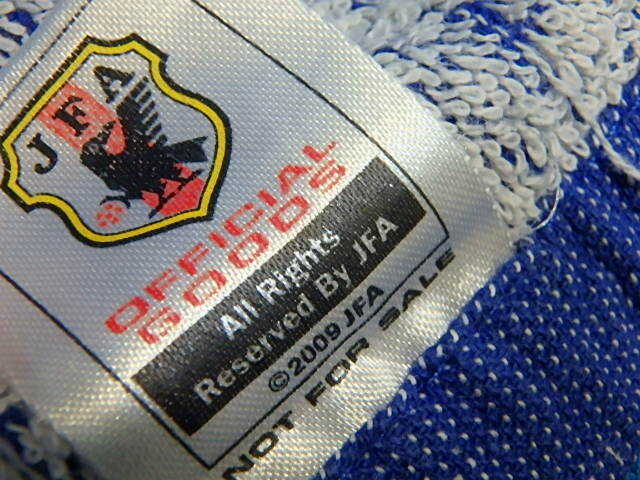 JFA
OFFICIAL
GOODS
All Rights
Reserved By JFA
©2009 JFA
NOT FOR SALE